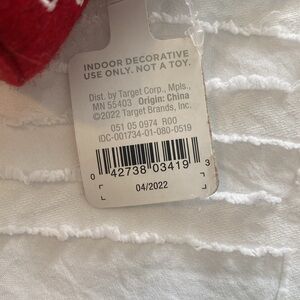 INDOOR DECORATIVE
USE ONLY. NOT A TOY.
Dist. by Target Corp., Mpls.,
MN 55403 Origin: China
©2022 Target Brands, Inc.
051 05 0974 R00
IDC-001734-01-080-0519
0 42738 03419 3
04/2022